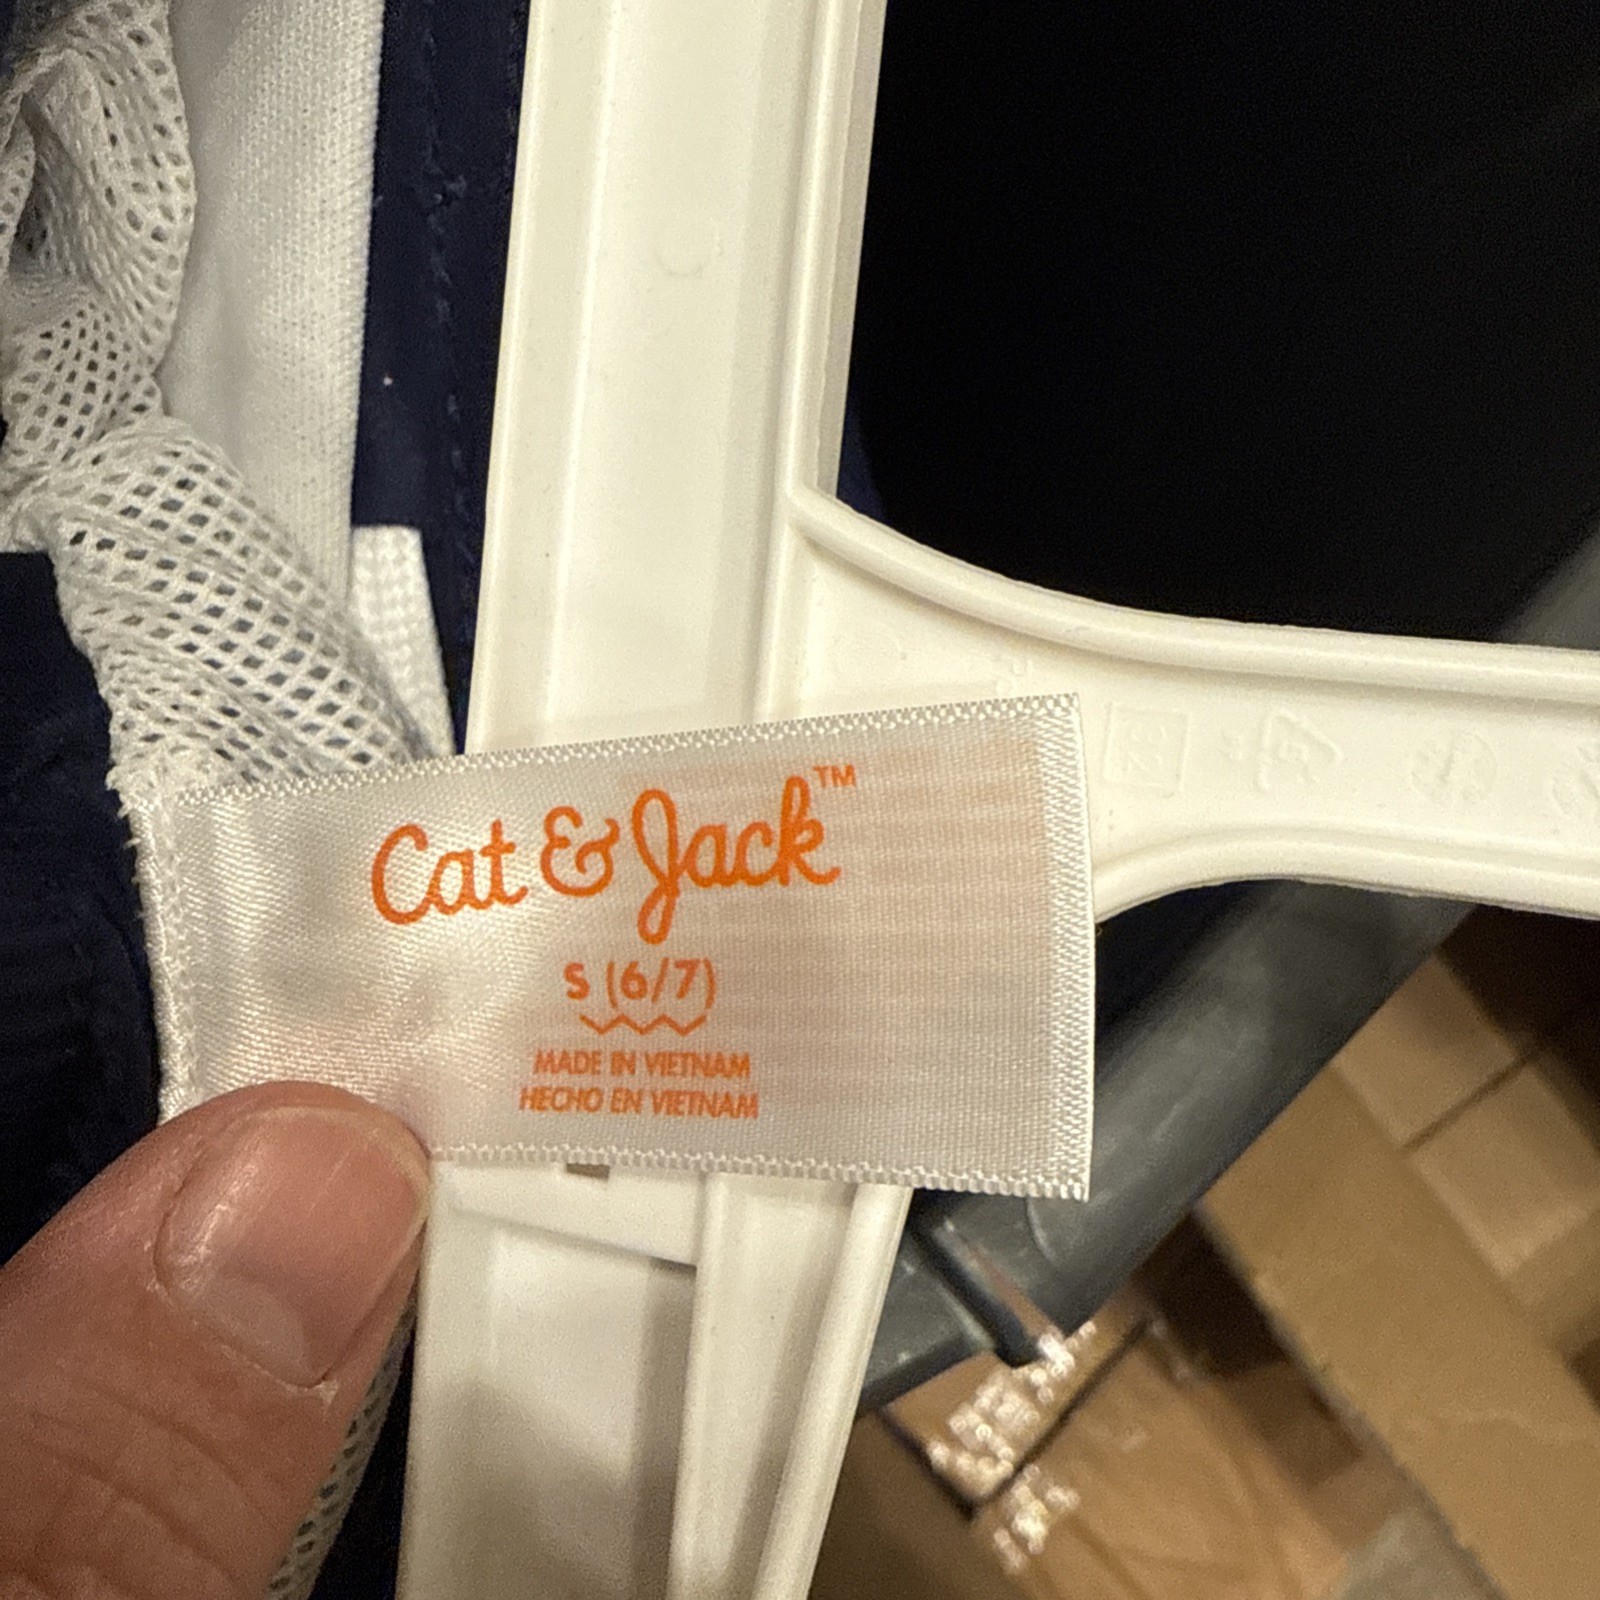 Cat & Jack™
S (6/7)
MADE IN VIETNAM
HECHO EN VIETNAM